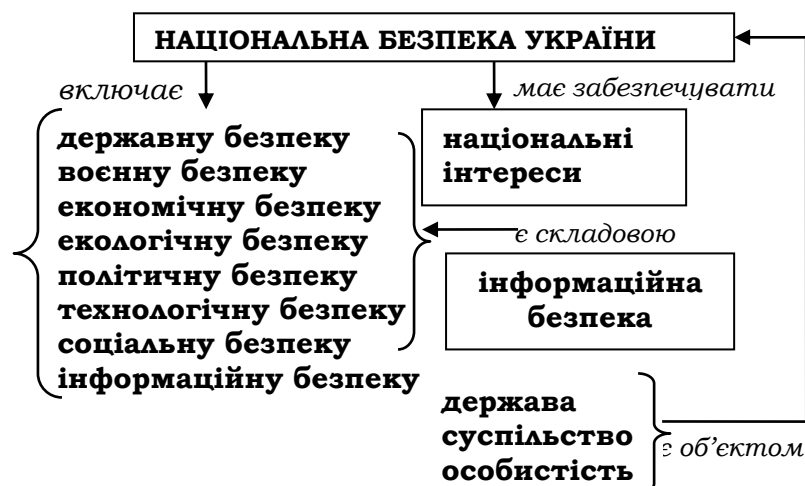 НАЦІОНАЛЬНА БЕЗПЕКА УКРАЇНИ
включає
має забезпечувати
державну безпеку
воєнну безпеку
економічну безпеку
екологічну безпеку
політичну безпеку
технологічну безпеку
соціальну безпеку
інформаційну безпеку
національні
інтереси
є складовою
інформаційна
безпека
держава
суспільство
особистість
є об’єктом